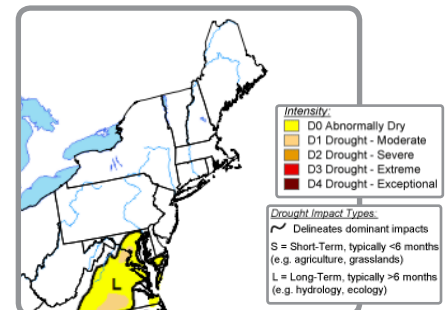 Intensity:
D0 Abnormally Dry
D1 Drought - Moderate
D2 Drought - Severe
D3 Drought - Extreme
D4 Drought - Exceptional
Drought Impact Types:
Delineates dominant impacts
S = Short-Term, typically <6 months
(e.g. agriculture, grasslands)
L = Long-Term, typically >6 months
(e.g. hydrology, ecology)
L